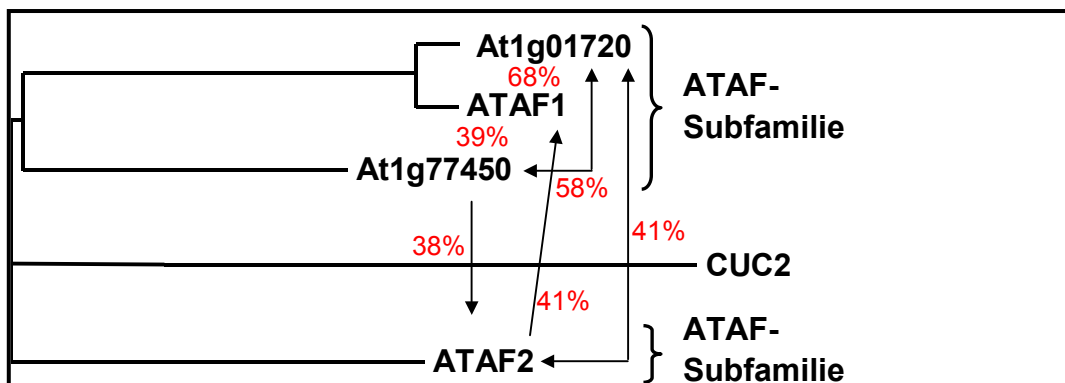 At1g01720
68%
ATAF1
ATAF-
Subfamilie
39%
At1g77450
58%
38%
41%
CUC2
41%
ATAF2
ATAF-
Subfamilie